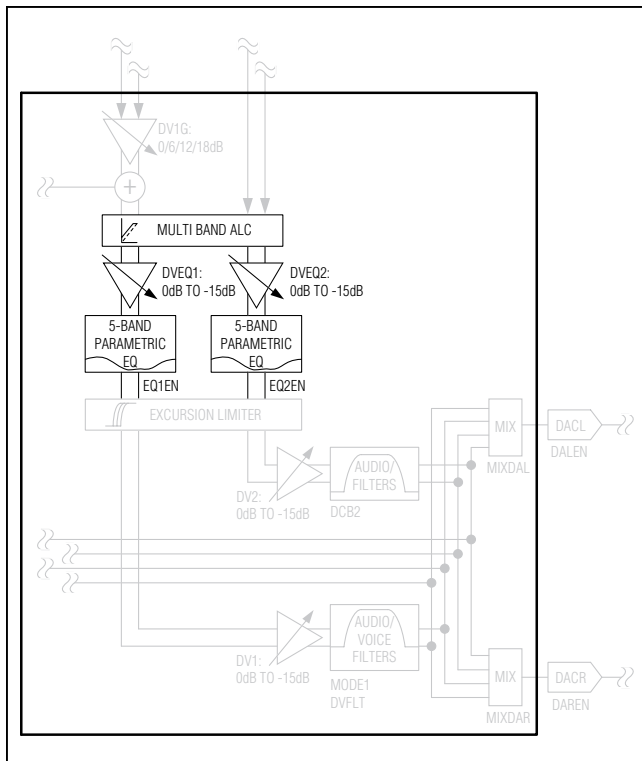 DV1G:
0/6/12/18dB
+
MULTI BAND ALC
DVEQ1:
0dB TO -15dB
DVEQ2:
0dB TO -15dB
5-BAND
PARAMETRIC
EQ
5-BAND
PARAMETRIC
EQ
EQ1EN
EQ2EN
EXCURSION LIMITER
MIX
DACL
MIXDAL
DALEN
AUDIO/
FILTERS
DV2:
0dB TO -15dB
DCB2
AUDIO/
VOICE
FILTERS
DV1:
0dB TO -15dB
MODE1
DVFLT
MIX
DACR
MIXDAR
DAREN